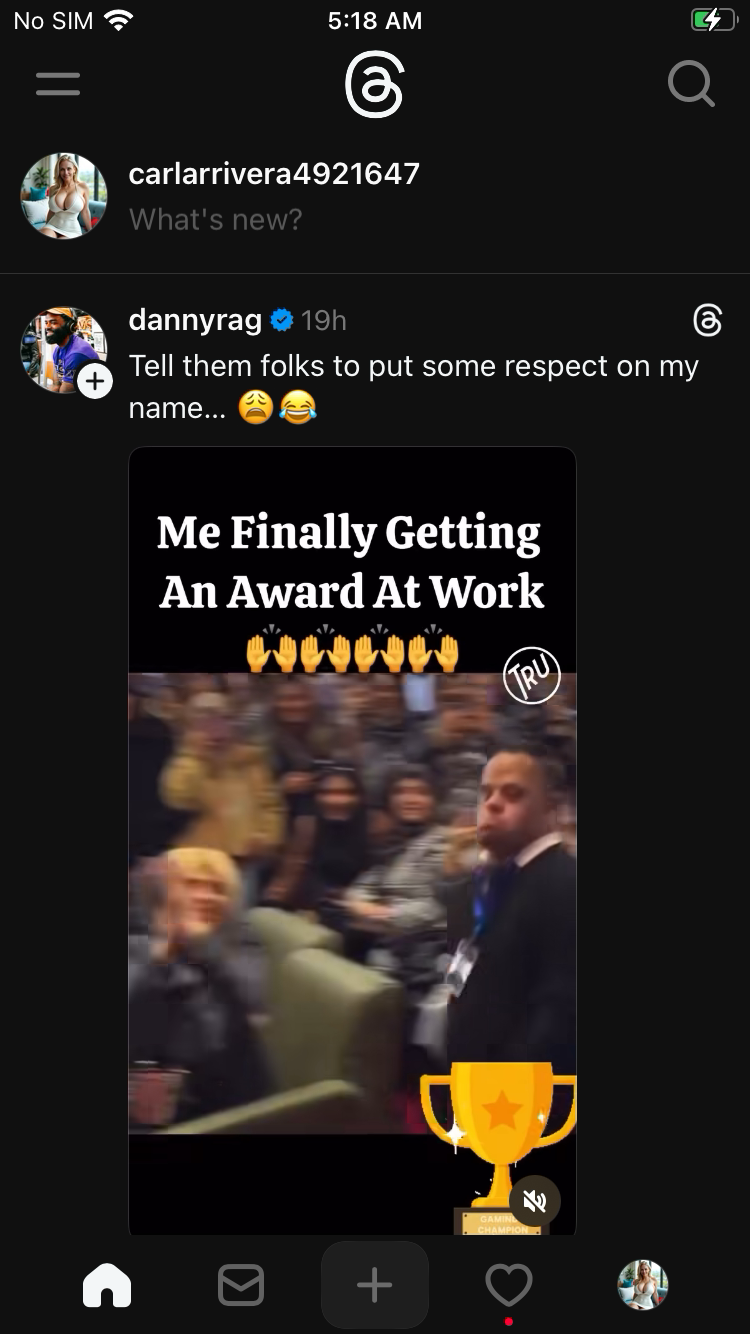 No SIM
5:18 AM
carlarrivera4921647
What's new?
dannyrag 19h
Tell them folks to put some respect on my
name... 😩😂
Me Finally Getting
An Award At Work
🙌🙌🙌🙌
TRU
CHAMPION